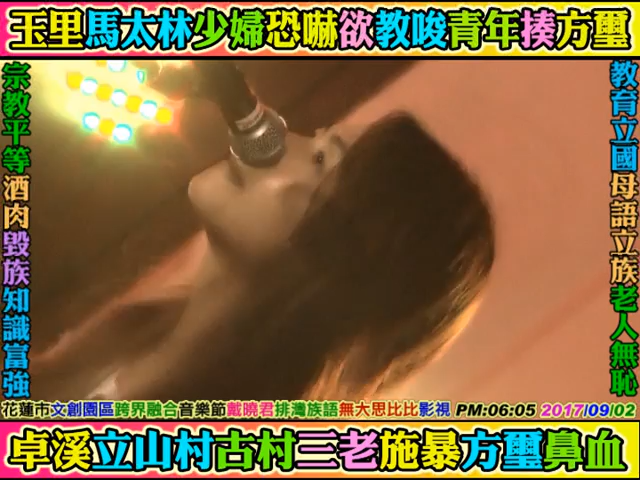 玉里馬太林少婦恐嚇欲教唆青年揍方璽
宗教平等酒肉毀族知識富強
教育立國母語立族老人無恥
花蓮市文創園區跨界融合音樂節戴曉君排灣族語無大思比比影視 PM:06:05 2017/09/02
卓溪立山村古村三老施暴方璽鼻血